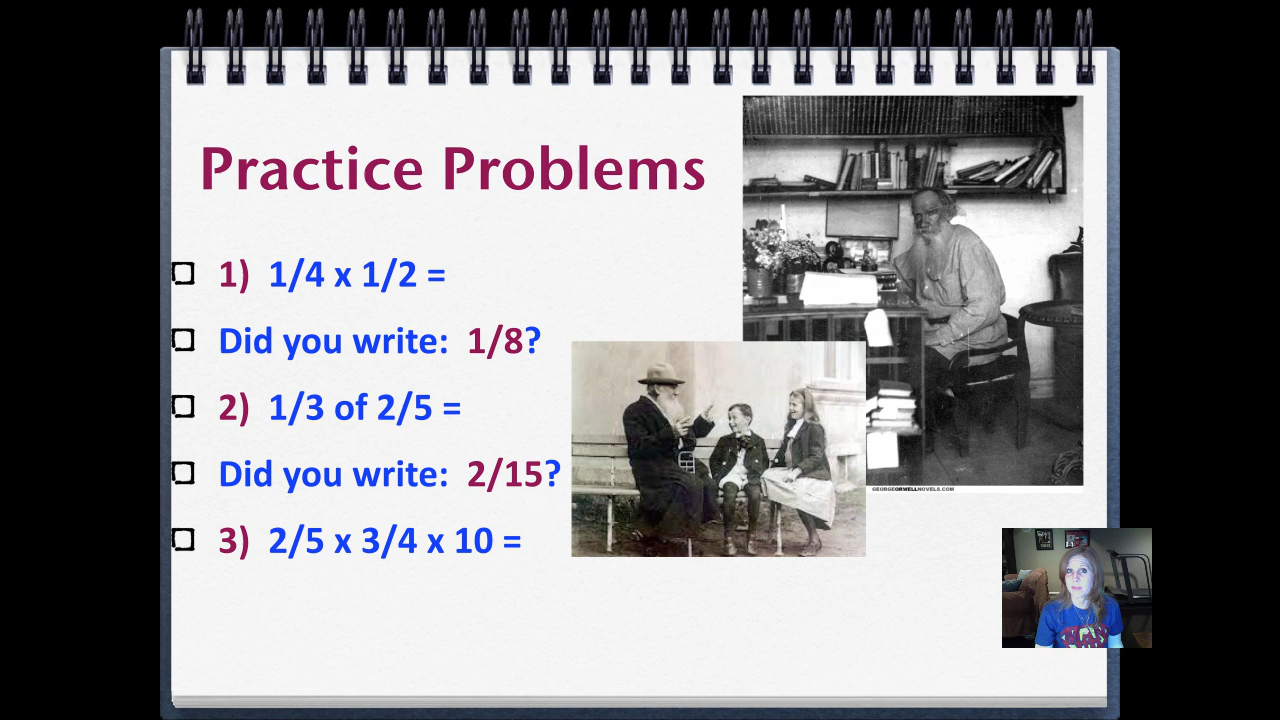 Practice Problems
1) 1/4 x 1/2 =
Did you write: 1/8?
2) 1/3 of 2/5 =
Did you write: 2/15?
3) 2/5 x 3/4 x 10 =
GEORGEORWELLNOVELS.COM